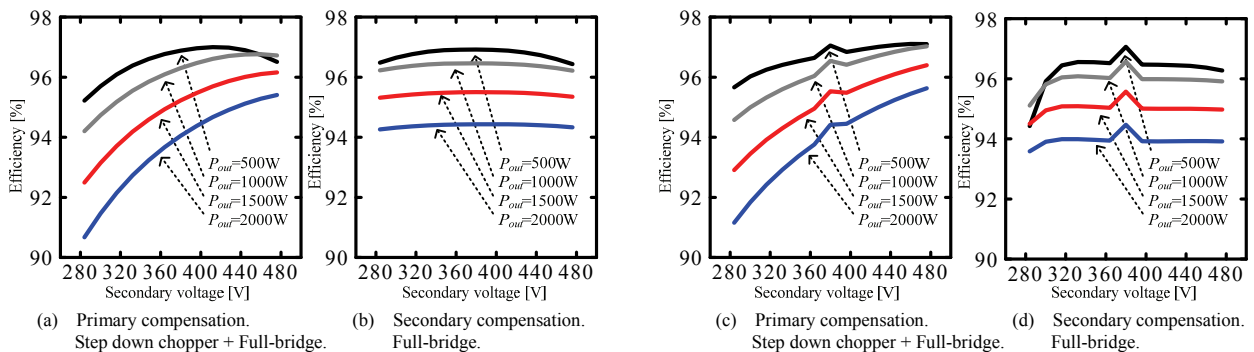 98
96
94
92
90
Efficiency [%]
280 320 360 400 440 480
Secondary voltage [V]
Pout=500W
Pout=1000W
Pout=1500W
Pout=2000W
(a) Primary compensation.
Step down chopper + Full-bridge.
98
96
94
92
90
Efficiency [%]
280 320 360 400 440 480
Secondary voltage [V]
Pout=500W
Pout=1000W
Pout=1500W
Pout=2000W
(b) Secondary compensation.
Full-bridge.
98
96
94
92
90
Efficiency [%]
280 320 360 400 440 480
Secondary voltage [V]
Pout=500W
Pout=1000W
Pout=1500W
Pout=2000W
(c) Primary compensation.
Step down chopper + Full-bridge.
98
96
94
92
90
Efficiency [%]
280 320 360 400 440 480
Secondary voltage [V]
Pout=500W
Pout=1000W
Pout=1500W
Pout=2000W
(d) Secondary compensation.
Full-bridge.